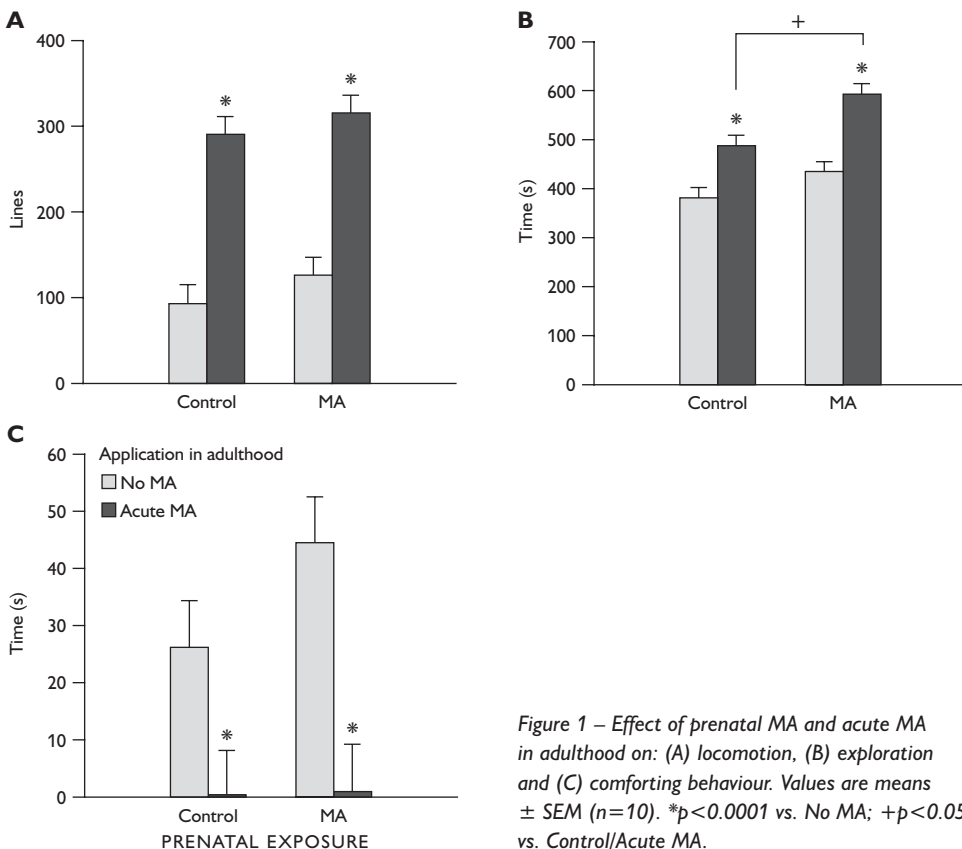 A
400
300
200
100
0
Lines
* *
Control MA
B
700
600
500
400
300
200
100
0
Time (s)
+
* *
Control MA
C
60
50
40
30
20
10
0
Time (s)
Application in adulthood
No MA
Acute MA
* *
Control MA
PRENATAL EXPOSURE
Figure 1 – Effect of prenatal MA and acute MA
in adulthood on: (A) locomotion, (B) exploration
and (C) comforting behaviour. Values are means
± SEM (n=10). *p<0.0001 vs. No MA; +p<0.05
vs. Control/Acute MA.